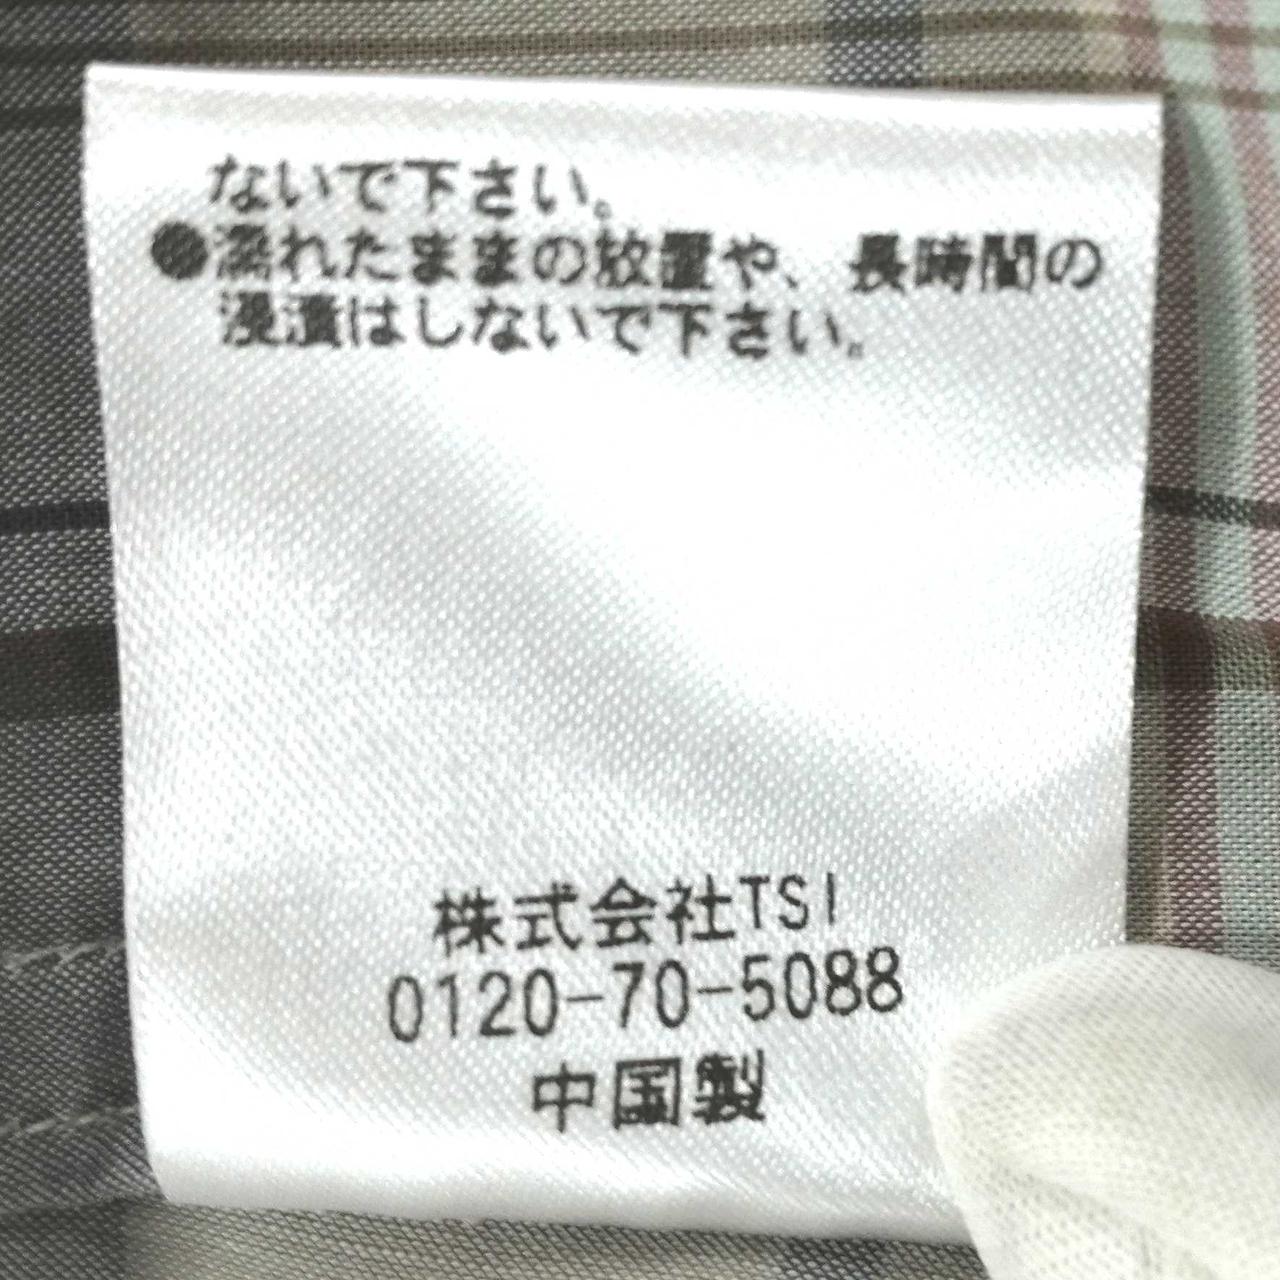 ないで下さい。
●濡れたままの放置や、長時間の
浸漬はしないで下さい。
株式会社TSI
0120-70-5088
中国製